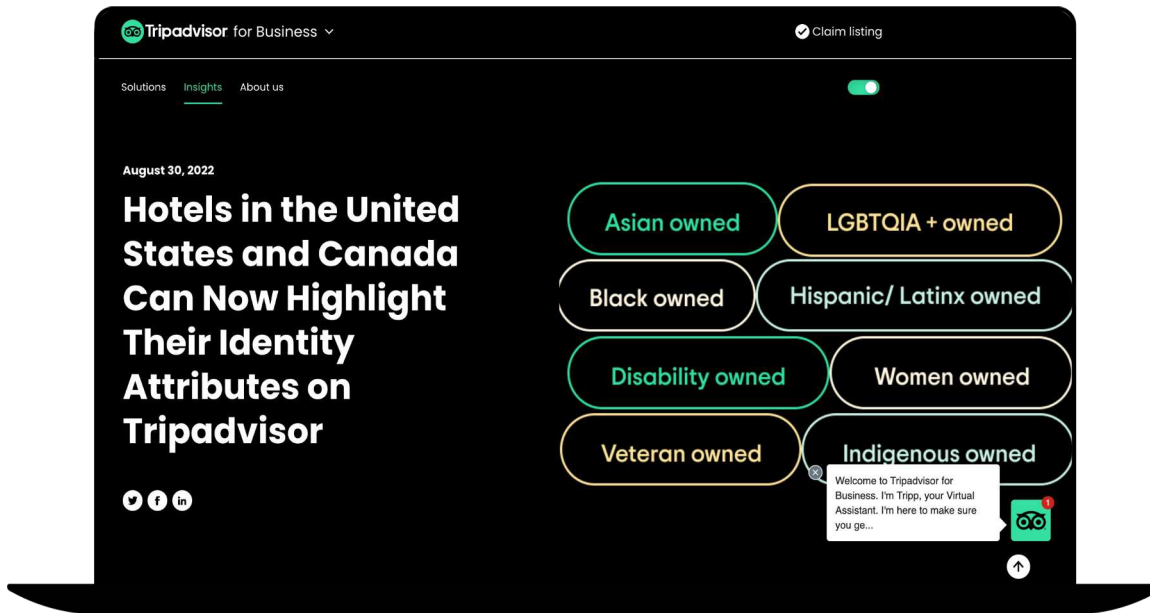 Tripadvisor for Business
Claim listing
Solutions Insights About us
August 30, 2022
Hotels in the United
States and Canada
Can Now Highlight
Their Identity
Attributes on
Tripadvisor
Asian owned
LGBTQIA + owned
Black owned
Hispanic/ Latinx owned
Disability owned
Women owned
Veteran owned
Indigenous owned
Welcome to Tripadvisor for
Business. I'm Tripp, your Virtual
Assistant. I'm here to make sure
you ge...
1